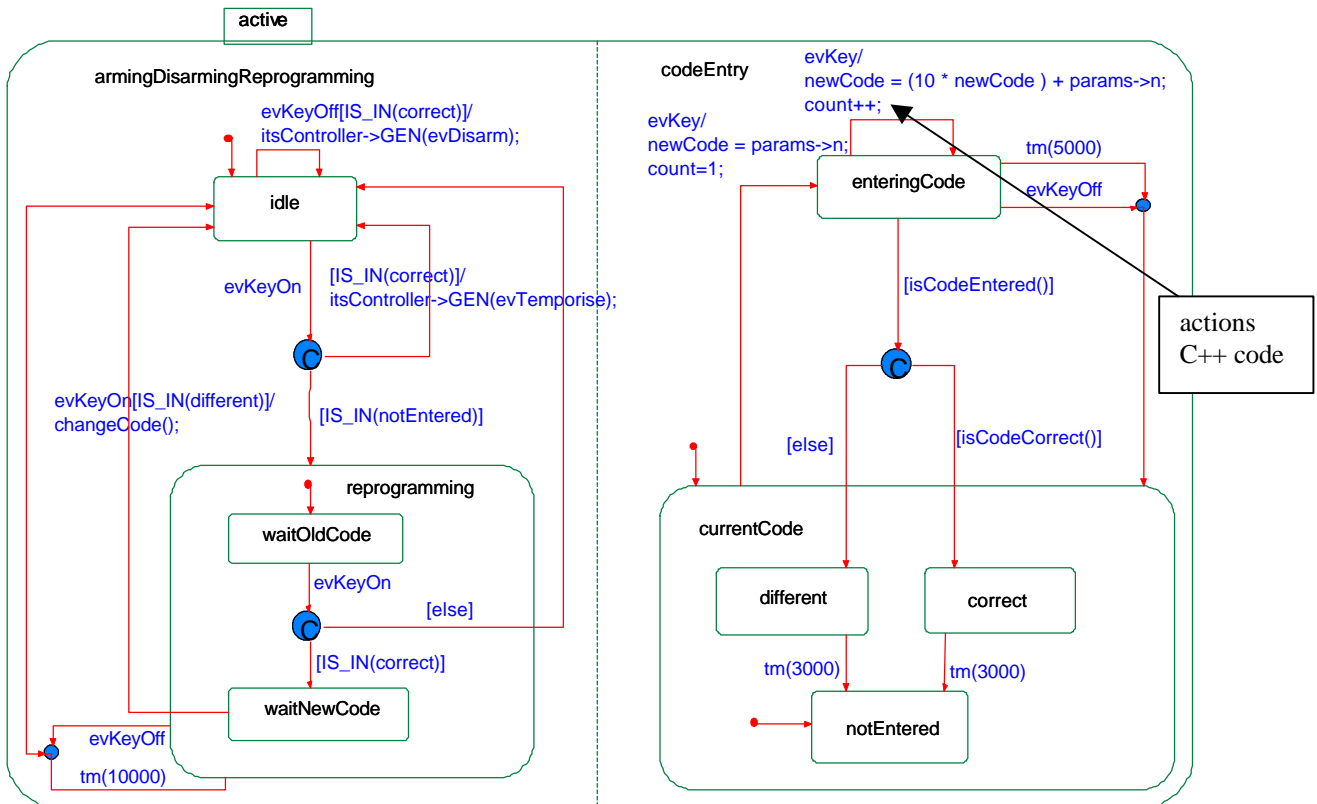 active
armingDisarmingReprogramming
evKeyOff[IS_IN(correct)]/
itsController->GEN(evDisarm);
idle
evKeyOn
[IS_IN(correct)]/
itsController->GEN(evTemporise);
C
evKeyOn[IS_IN(different)]/
changeCode();
[IS_IN(notEntered)]
reprogramming
waitOldCode
evKeyOn
C
[else]
[IS_IN(correct)]
waitNewCode
evKeyOff
tm(10000)
codeEntry
evKey/
newCode = (10 * newCode ) + params->n;
count++;
evKey/
newCode = params->n;
count=1;
enteringCode
tm(5000)
evKeyOff
[isCodeEntered()]
C
[else]
[isCodeCorrect()]
currentCode
different
correct
tm(3000)
tm(3000)
notEntered
actions
C++ code